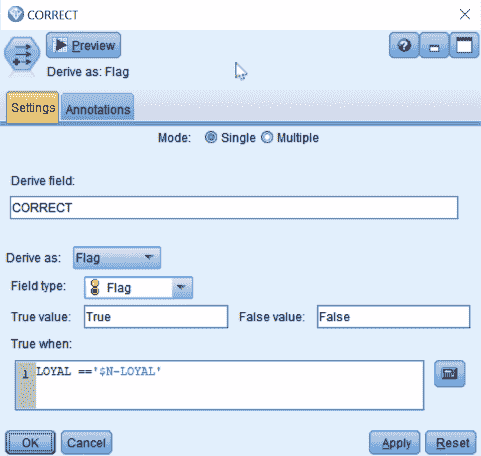 CORRECT
Preview
?
Derive as: Flag
Settings Annotations
Mode: Single Multiple
Derive field:
CORRECT
Derive as: Flag
Field type: Flag
True value: True False value: False
True when:
1 LOYAL =='$N-LOYAL'
OK Cancel Apply Reset